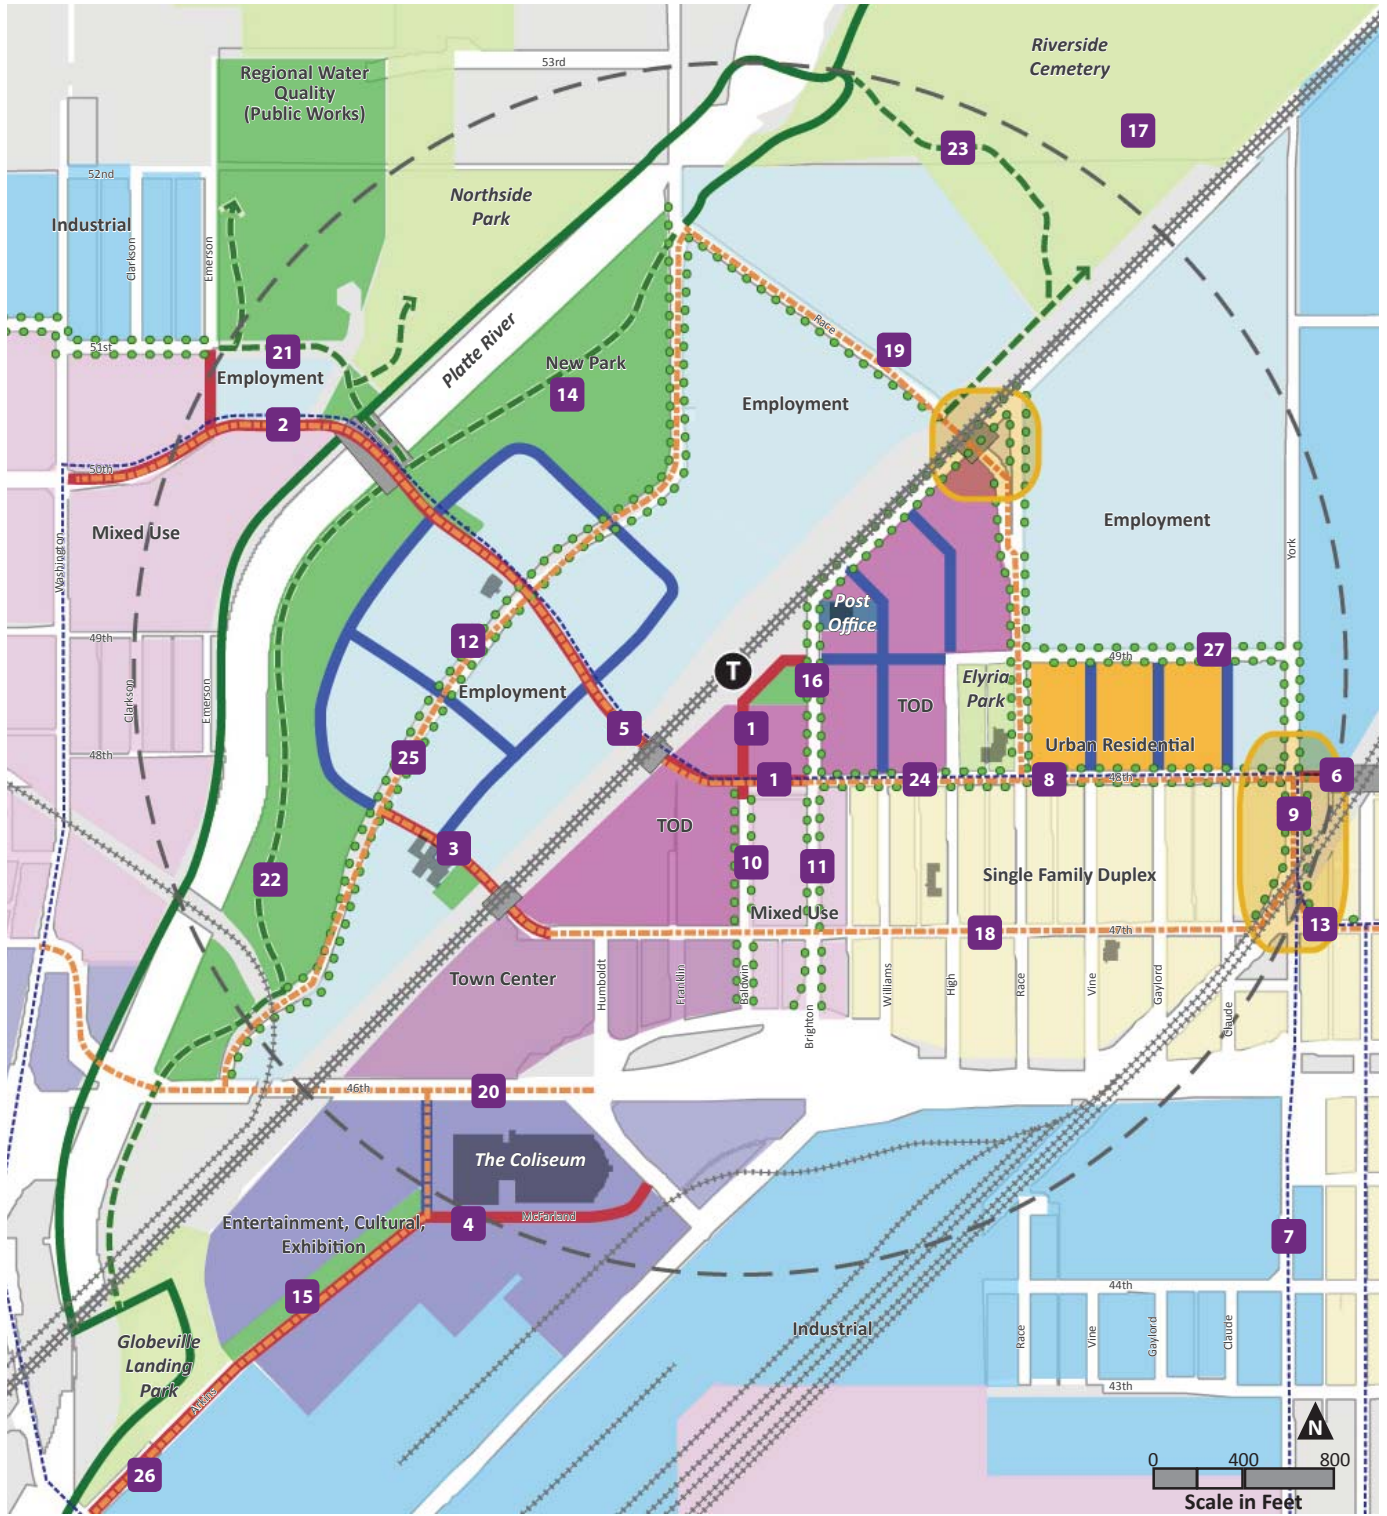 Riverside
Cemetery
53rd
Regional Water
Quality
(Public Works)
17
23
52nd
Northside
Park
Industrial
Clarkson
Emerson
Platte River
Race
19
51st
21
Employment
New Park
14
Employment
2
50th
Mixed Use
Employment
Washington
York
Post
Office
49th
12
27
49th
Employment
T
16
Elyria
Park
Clarkson
Emerson
TOD
5
1
Urban Residential
48th
25
1
24
8
48th
6
9
TOD
3
10
11
Single Family Duplex
22
Mixed Use
18
47th
13
Town Center
Humboldt
Franklin
Baldwin
Brighton
Williams
High
Race
Vine
Gaylord
Claude
46th
20
The Coliseum
McFarland
4
Entertainment, Cultural,
Exhibition
7
15
44th
Industrial
Race
Vine
Gaylord
Claude
Globeville
Landing
Park
43th
Arkins
N
26
0 400 800
Scale in Feet